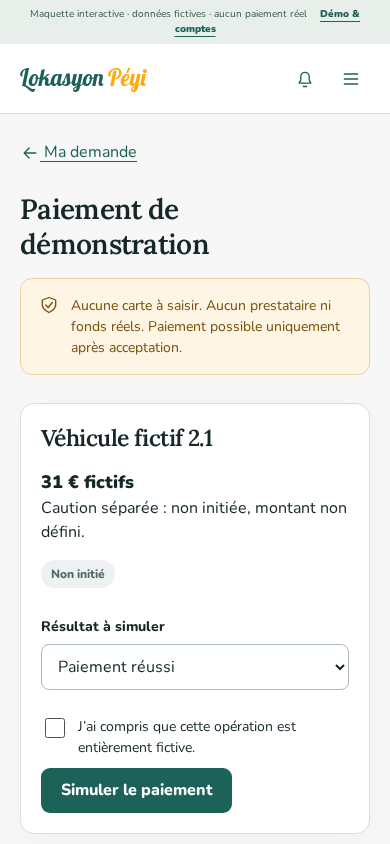 Maquette interactive · données fictives · aucun paiement réel Démo &
comptes
Lokasyon Péyi
← Ma demande
Paiement de
démonstration
Aucune carte à saisir. Aucun prestataire ni
fonds réels. Paiement possible uniquement
après acceptation.
Véhicule fictif 2.1
31 € fictifs
Caution séparée : non initiée, montant non
défini.
Non initié
Résultat à simuler
Paiement réussi
J’ai compris que cette opération est
entièrement fictive.
Simuler le paiement